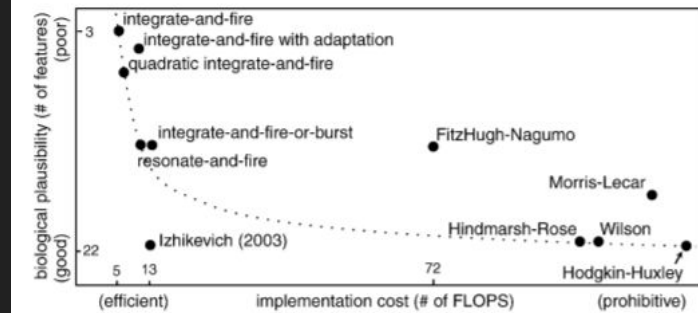 integrate-and-fire
3
integrate-and-fire with adaptation
quadratic integrate-and-fire
integrate-and-fire-or-burst
resonate-and-fire
FitzHugh-Nagumo
Morris-Lecar
Izhikevich (2003)
Hindmarsh-Rose
Wilson
22
Hodgkin-Huxley
5
13
72
(efficient)
implementation cost (# of FLOPS)
(prohibitive)
biological plausibility (# of features)
(good)
(poor)